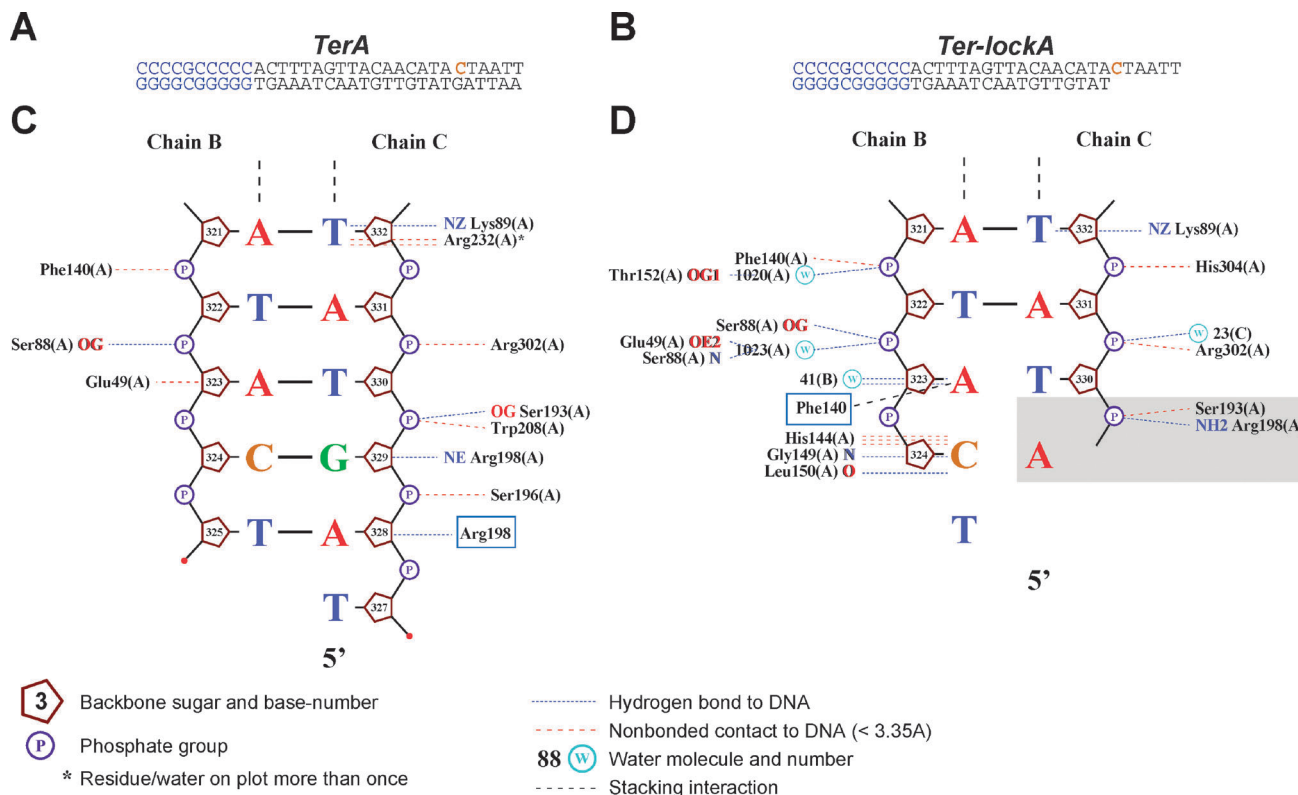 A
TerA
CCCCGCCCCCACTTTAGTTACAACATACTAATT
GGGGCGGGGGTGAAATCAATGTTGTATGATTAA
B
Ter-lockA
CCCCGCCCCCACTTTAGTTACAACATACTAATT
GGGGCGGGGGTGAAATCAATGTTGTAT
C
Chain B
Chain C
321 A T 332
NZ Lys89(A)
Arg232(A)*
Phe140(A) P P
322 T A 331
Ser88(A) OG P P Arg302(A)
Glu49(A) 323 A T 330
P P
OG Ser193(A)
Trp208(A)
324 C G 329 NE Arg198(A)
P P Ser196(A)
325 T A 328 Arg198
P
T 327
5’
D
Chain B
Chain C
321 A T 332 NZ Lys89(A)
Phe140(A)
Thr152(A) OG1 1020(A) W P P His304(A)
322 T A 331
Ser88(A) OG
Glu49(A) OE2
Ser88(A) N
1023(A) W P P
W 23(C)
Arg302(A)
41(B) W 323 A T 330
Phe140
P P
Ser193(A)
NH2 Arg198(A
His144(A)
Gly149(A) N
Leu150(A) O
324 C A
T
5’
3 Backbone sugar and base-number
P Phosphate group
* Residue/water on plot more than once
Hydrogen bond to DNA
Nonbonded contact to DNA (< 3.35A)
88 W Water molecule and number
Stacking interaction